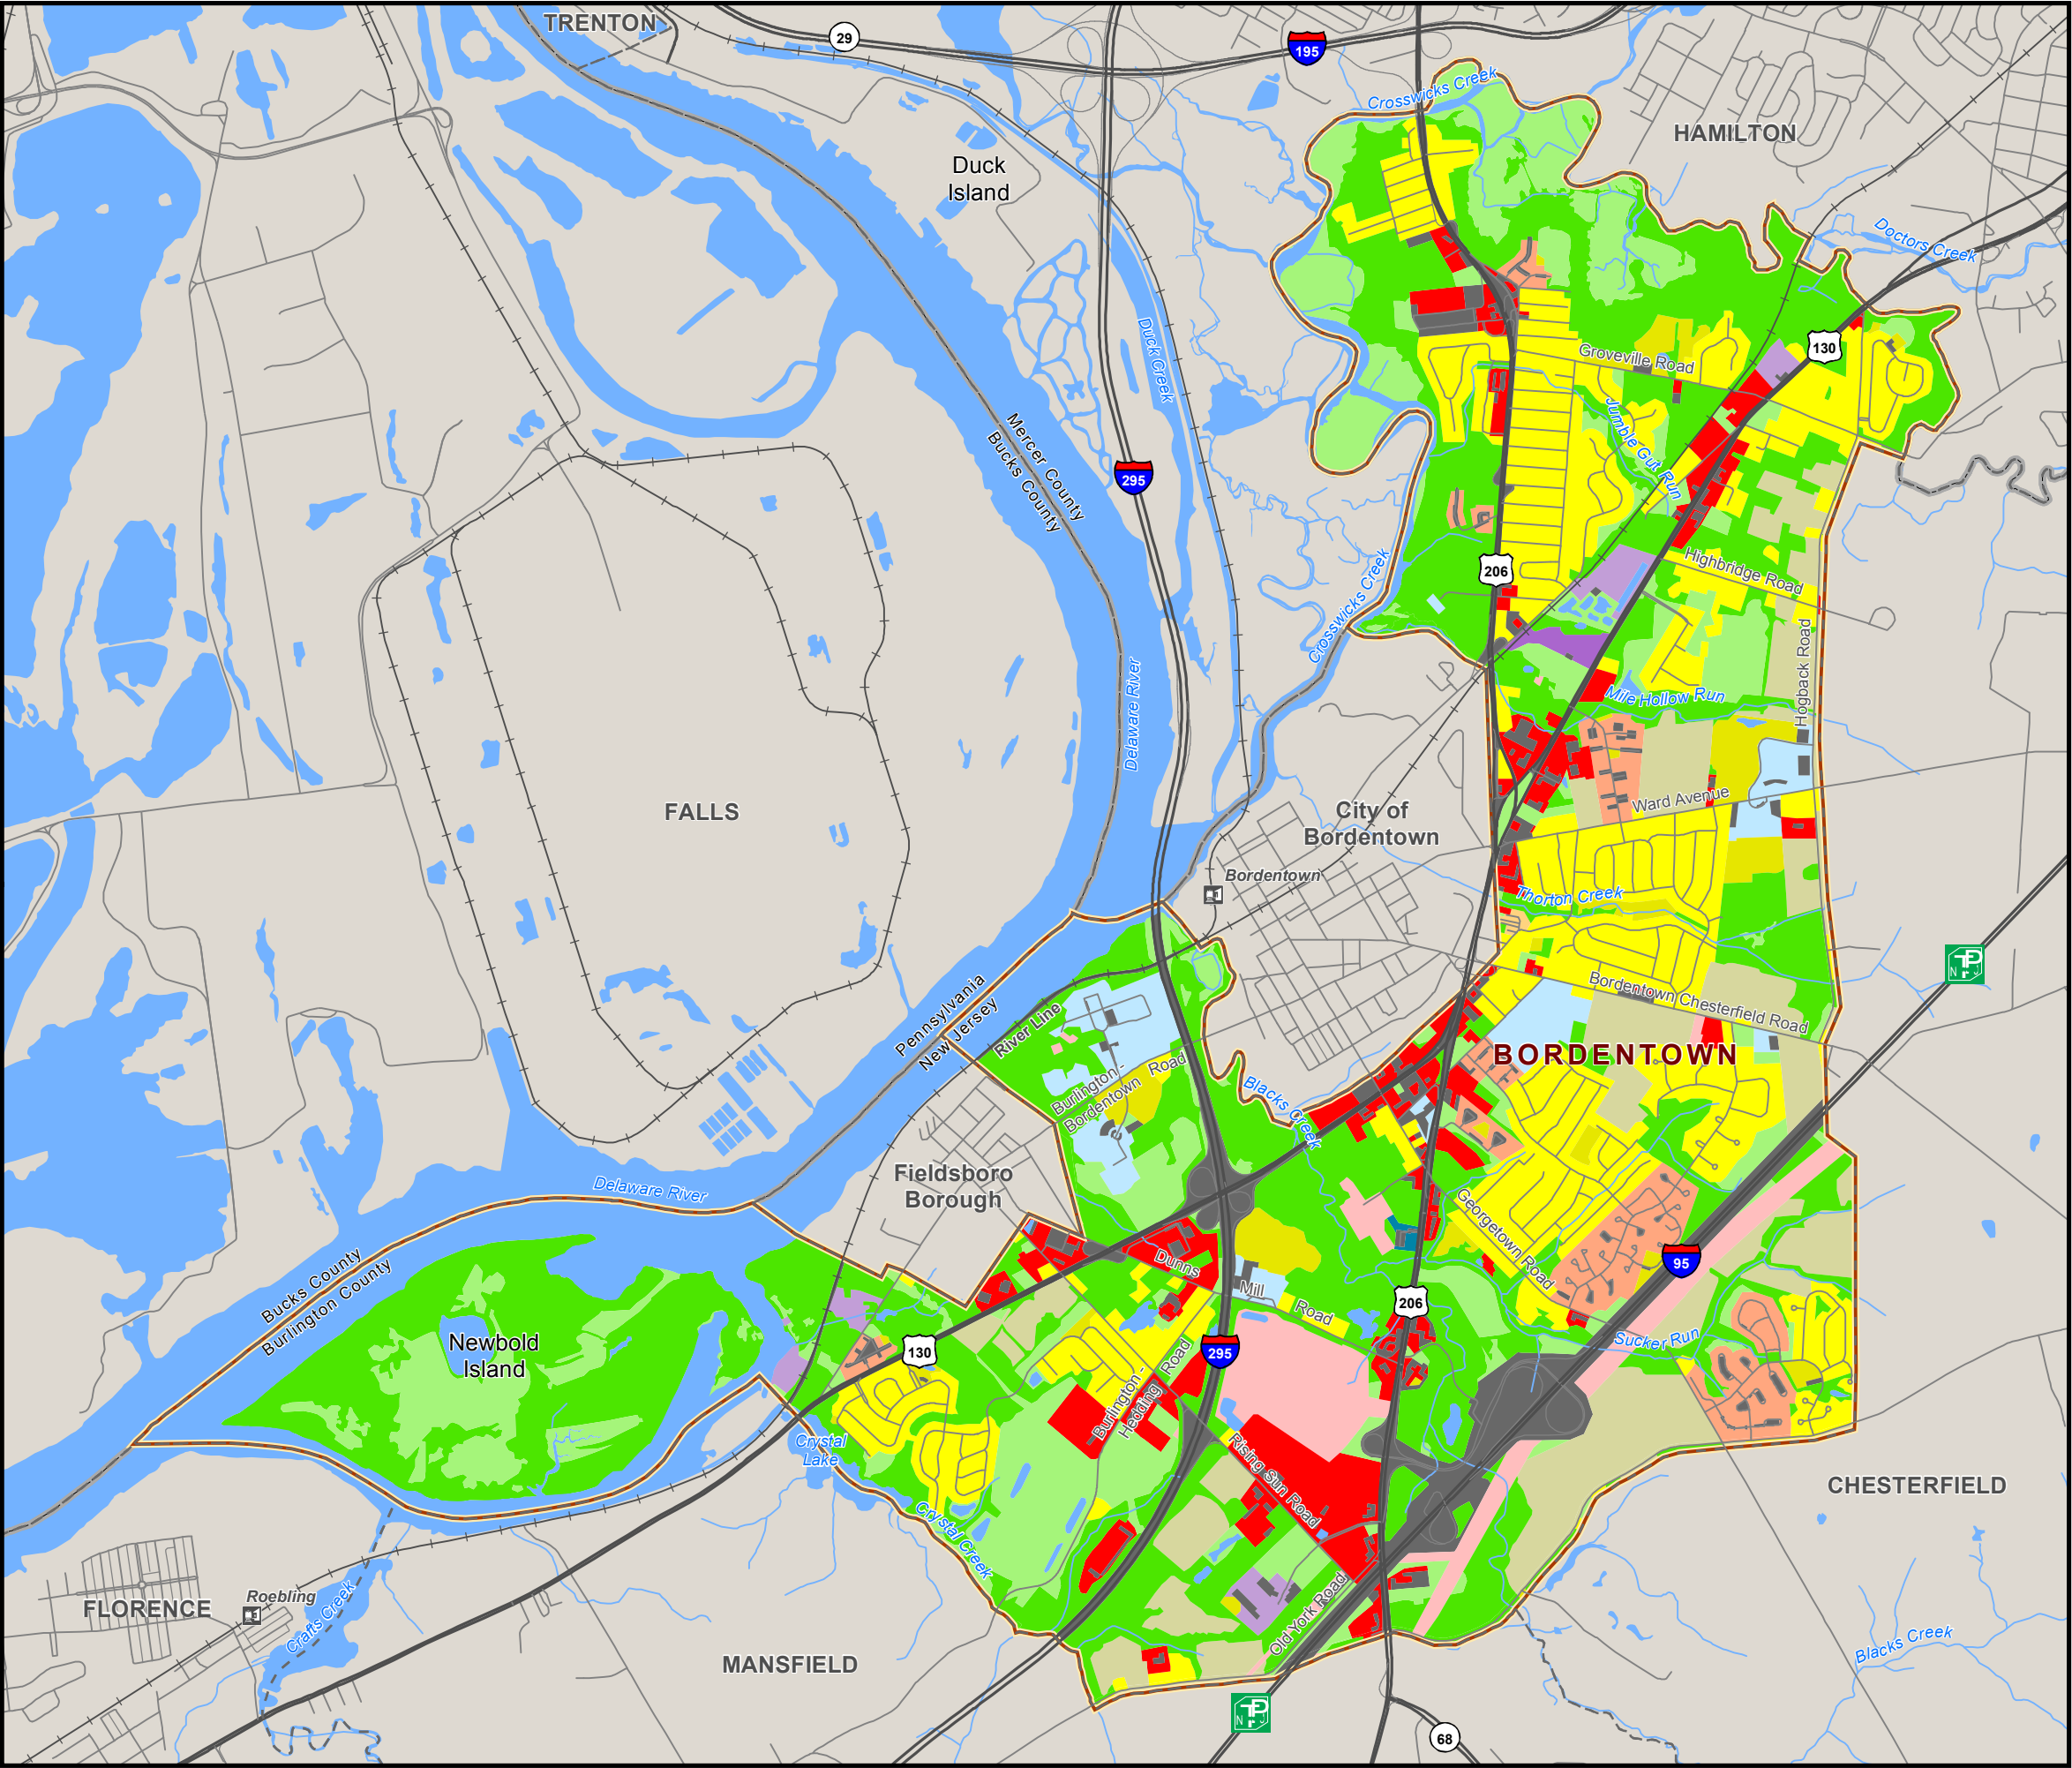 TRENTON
29
195
Crosswicks Creek
HAMILTON
Duck
Island
Doctors Creek
Duck Creek
130
Groveville Road
Jumble Gut Run
Mercer County
Bucks County
295
Highbridge Road
206
Crosswicks Creek
Hogback Road
Mile Hollow Run
Delaware River
FALLS
City of
Bordentown
Ward Avenue
Bordentown
Thorton Creek
Bordentown Chesterfield Road
Pennsylvania
New Jersey
River Line
BORDENTOWN
Burlington -
Bordentown Road
Blacks Creek
Fieldsboro
Borough
Delaware River
Georgetown Road
Bucks County
Burlington County
Dunns
Mill
Road
95
206
Newbold
Island
130
295
Sucker Run
Burlington -
Hedding Road
Crystal
Lake
Rising Sun Road
CHESTERFIELD
Crystal Creek
Roebling
FLORENCE
Crafts Creek
Old York Road
MANSFIELD
Blacks Creek
68